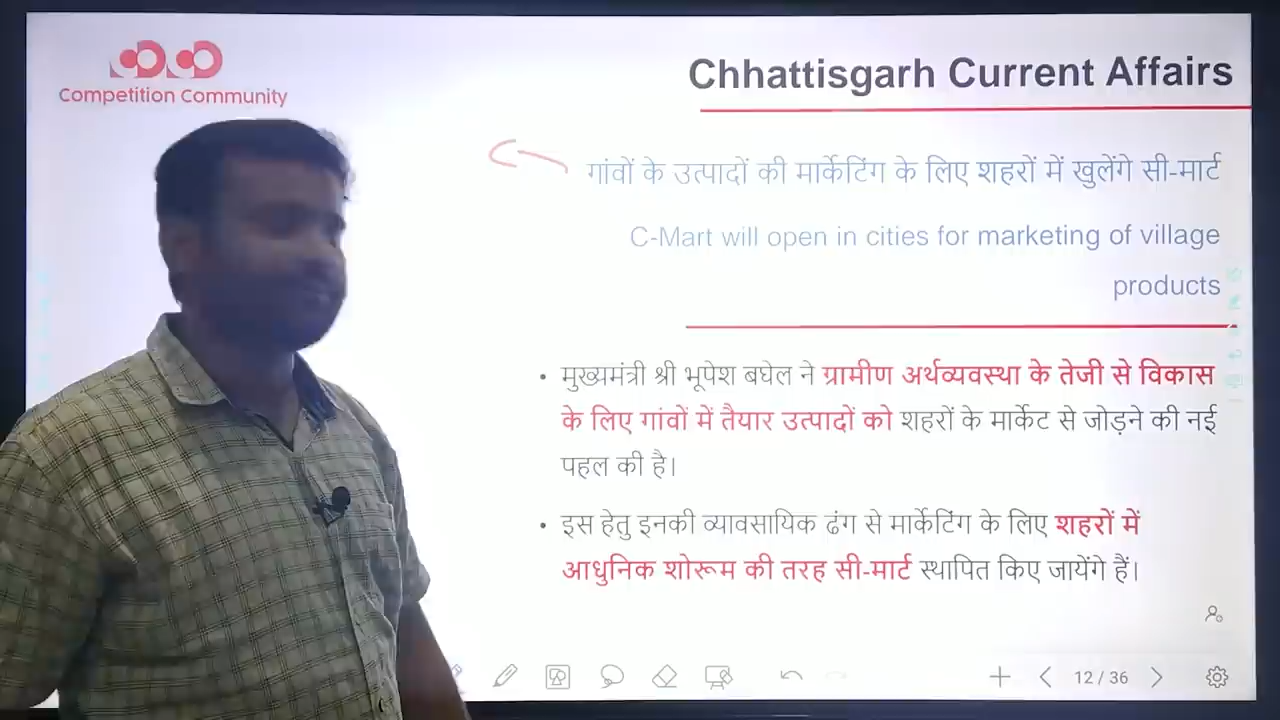 Competition Community
Chhattisgarh Current Affairs
गांवों के उत्पादों की मार्केटिंग के लिए शहरों में खुलेंगे सी-मार्ट
C-Mart will open in cities for marketing of village
products
• मुख्यमंत्री श्री भूपेश बघेल ने ग्रामीण अर्थव्यवस्था के तेजी से विकास
के लिए गांवों में तैयार उत्पादों को शहरों के मार्केट से जोड़ने की नई
पहल की है।
• इस हेतु इनकी व्यावसायिक ढंग से मार्केटिंग के लिए शहरों में
आधुनिक शोरूम की तरह सी-मार्ट स्थापित किए जायेंगे हैं।
12 / 36